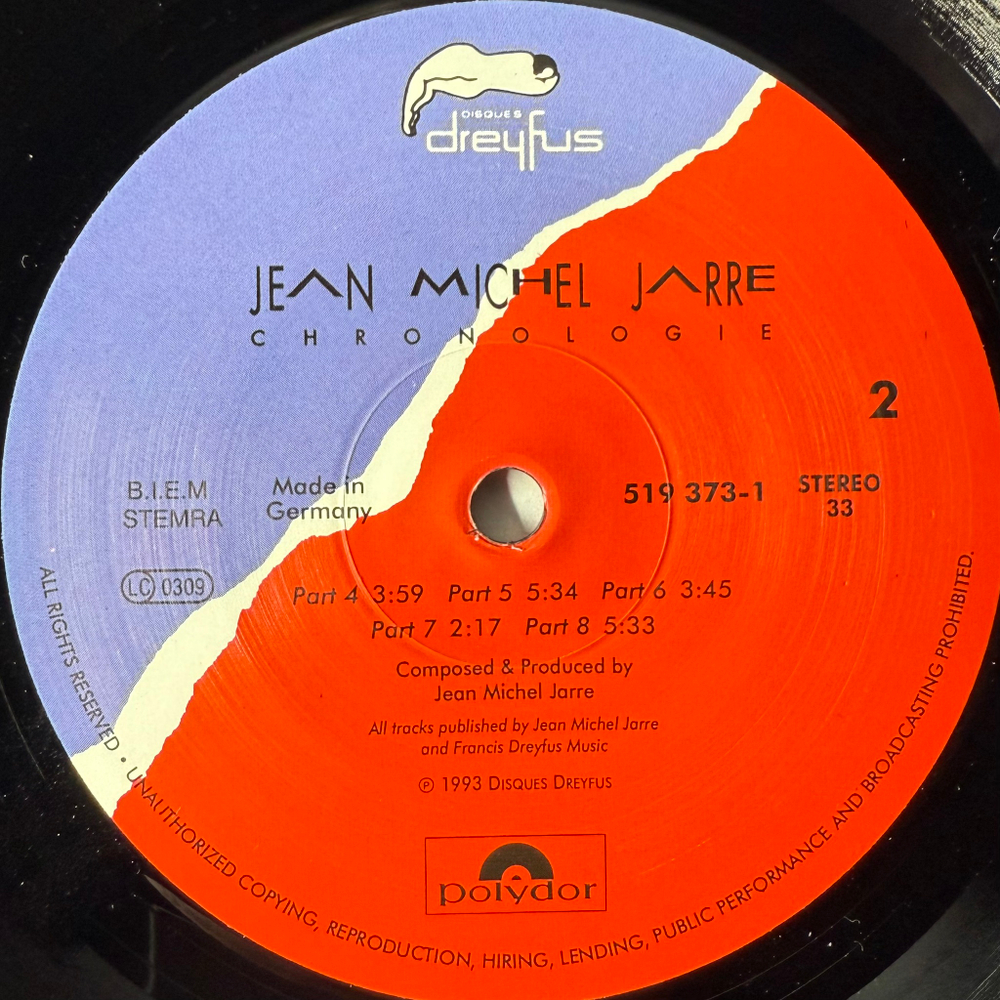 DISQUES
dreyfus
JEAN MICHEL JARRE
CHRONOLOGIE
2
B.I.E.M
STEMRA
Made in
Germany
519 373-1
STEREO
33
LC 0309
Part 4 3:59 Part 5 5:34 Part 6 3:45
Part 7 2:17 Part 8 5:33
Composed & Produced by
Jean Michel Jarre
All tracks published by Jean Michel Jarre
and Francis Dreyfus Music
℗ 1993 DISQUES DREYFUS
polydor
ALL RIGHTS RESERVED • UNAUTHORIZED COPYING, REPRODUCTION, HIRING, LENDING, PUBLIC PERFORMANCE AND BROADCASTING PROHIBITED.